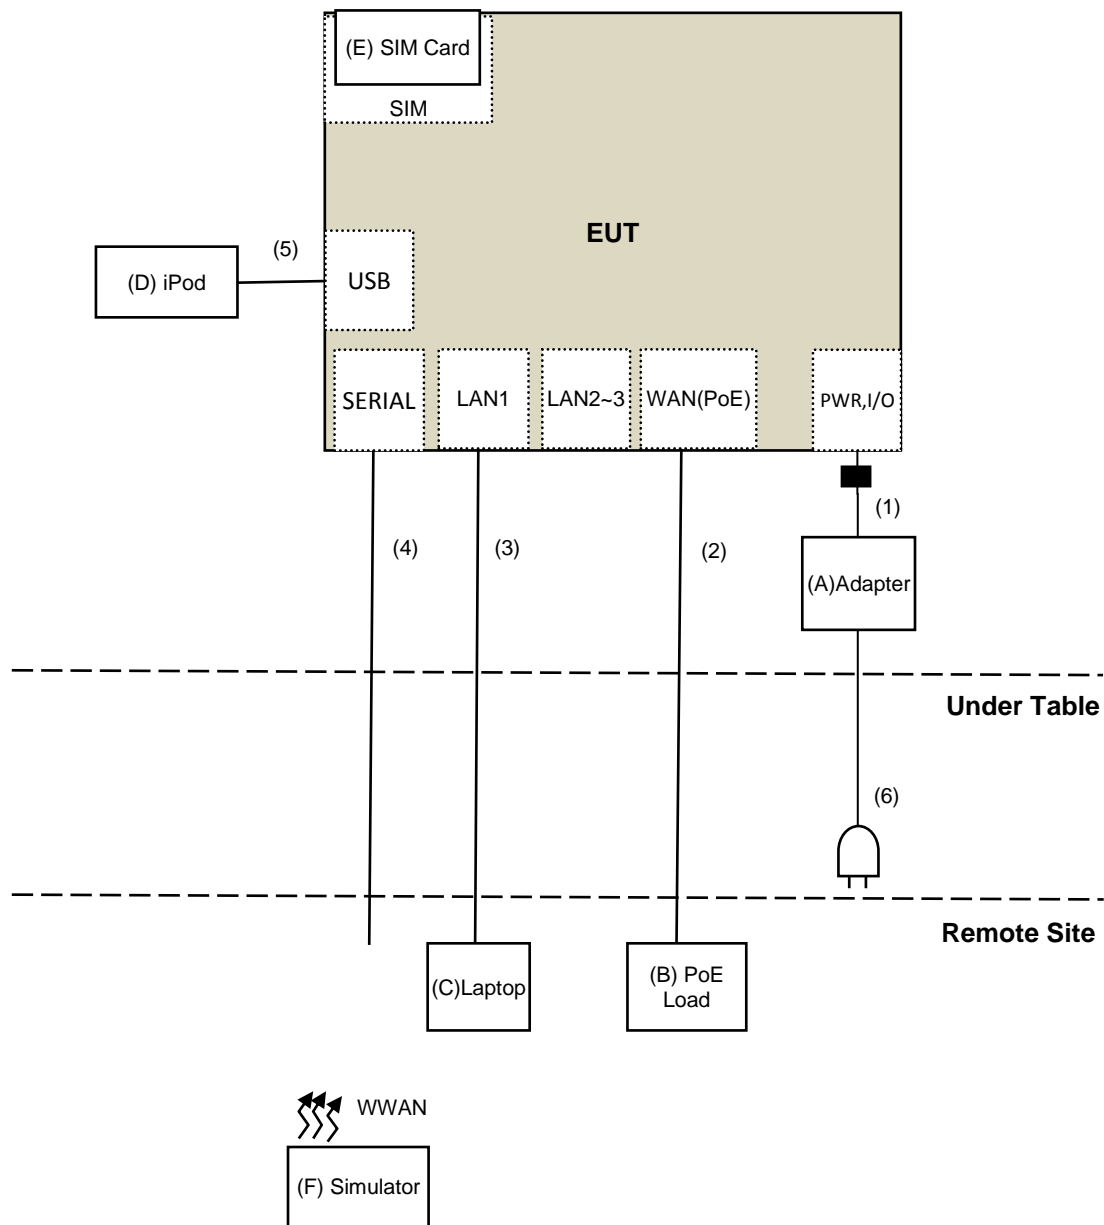 (E) SIM Card
SIM
EUT
(5)
(D) iPod
USB
SERIAL
LAN1
LAN2~3
WAN(PoE)
PWR,I/O
(1)
(4)
(3)
(2)
(A)Adapter
Under Table
(6)
Remote Site
(C)Laptop
(B) PoE
Load
WWAN
(F) Simulator